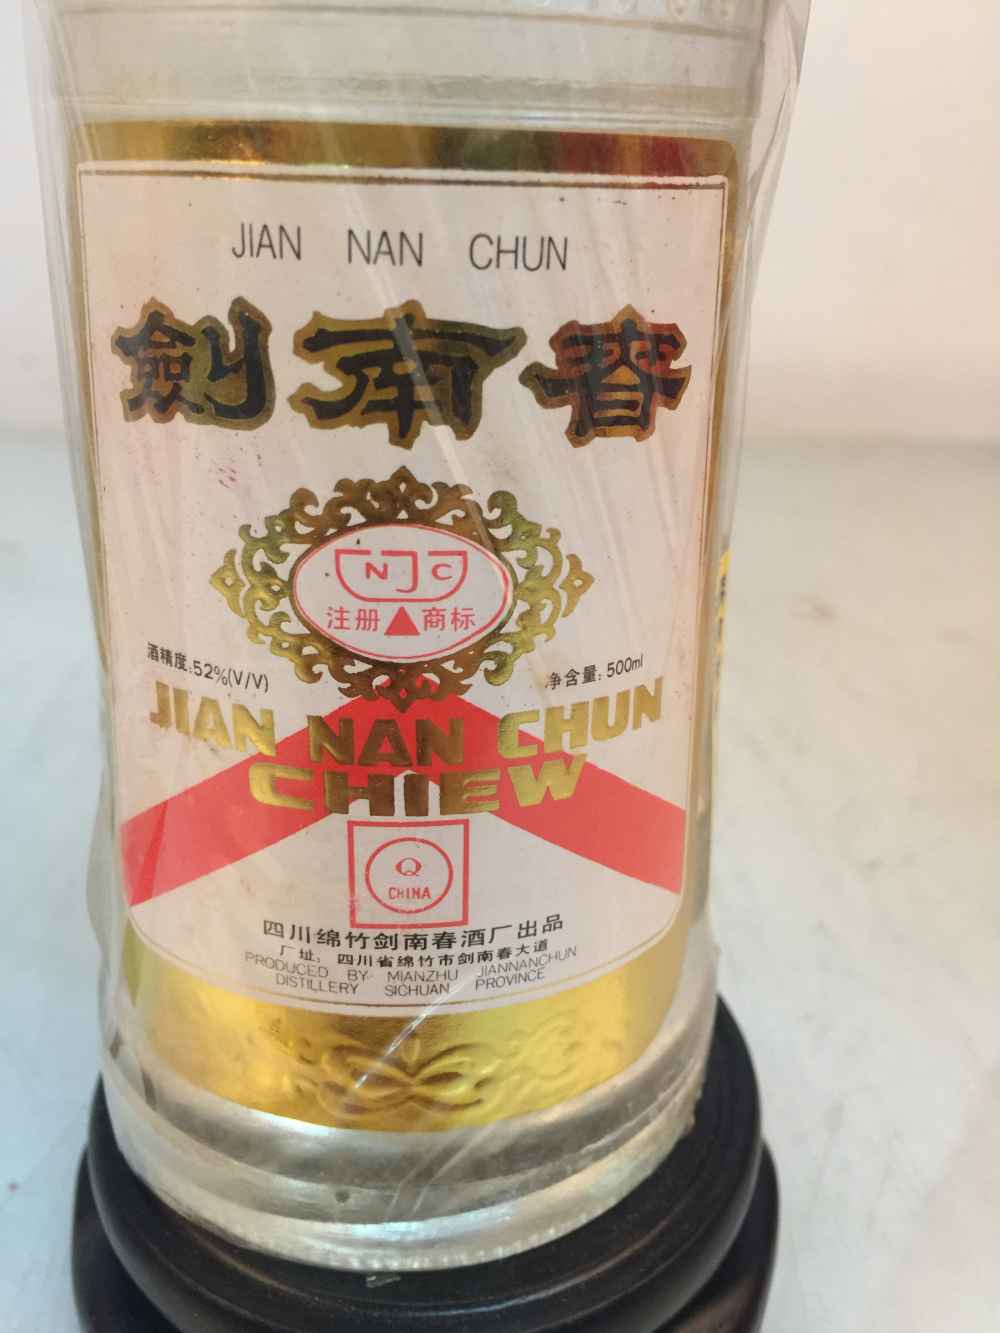 JIAN NAN CHUN
劍南春
NJC
注册▲商标
酒精度:52%(V/V)
净含量:500ml
JIAN NAN CHUN
CHIEW
Q
CHINA
四川绵竹剑南春酒厂出品
厂址:四川省绵竹市剑南春大道
PRODUCED BY MIANZHU JIANNANCHUN
DISTILLERY SICHUAN PROVINCE